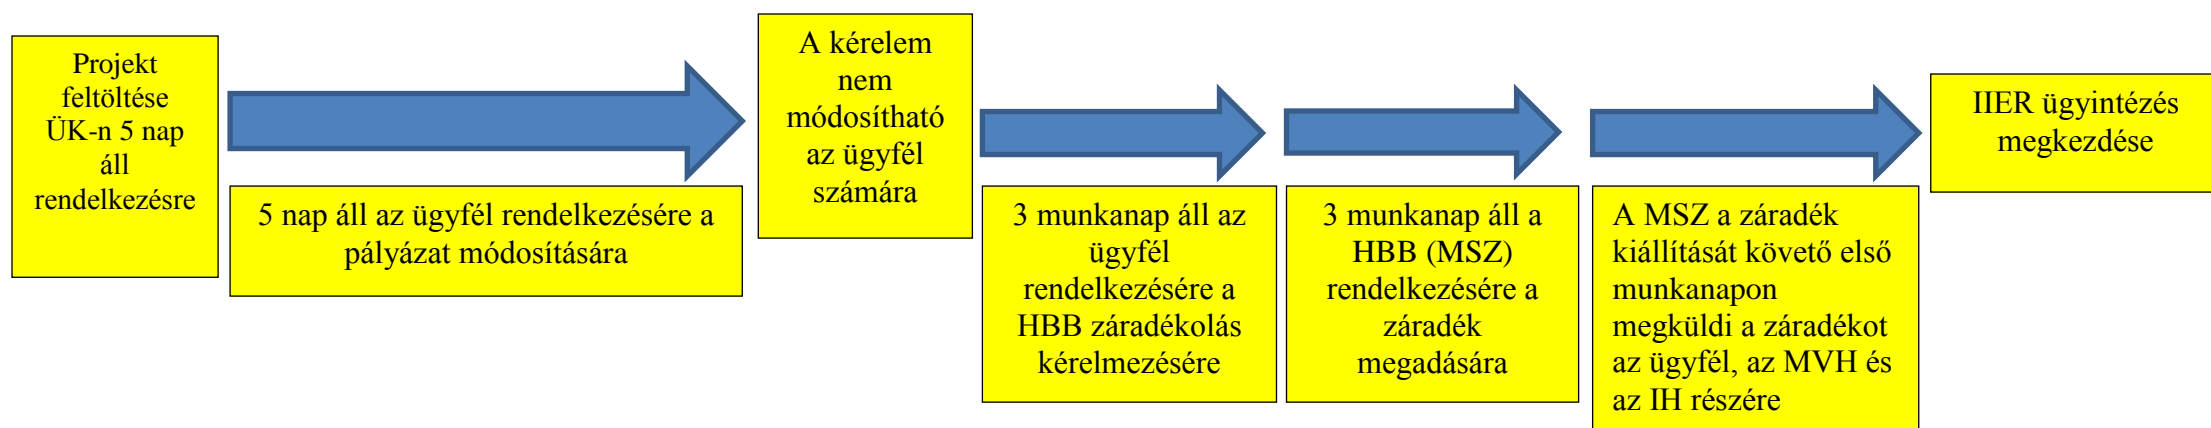 Projekt
feltöltése
ÜK-n 5 nap
áll
rendelkezésre
5 nap áll az ügyfél rendelkezésére a
pályázat módosítására
A kérelem
nem
módosítható
az ügyfél
számára
3 munkanap áll az
ügyfél
rendelkezésére a
HBB záradékolás
kérelmezésére
3 munkanap áll a
HBB (MSZ)
rendelkezésére a
záradék
megadására
A MSZ a záradék
kiállítását követő első
munkanapon
megküldi a záradékot
az ügyfél, az MVH és
az IH részére
IIER ügyintézés
megkezdése